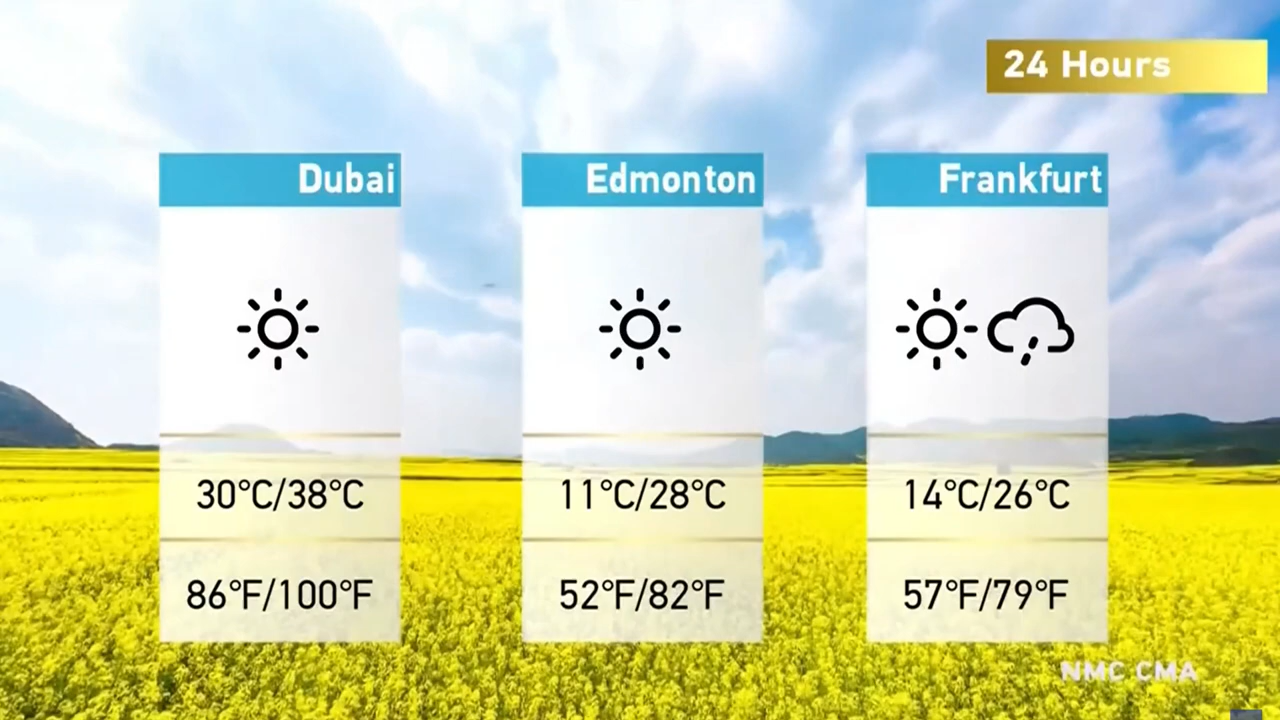 24 Hours
Dubai
30°C/38°C
86°F/100°F
Edmonton
11°C/28°C
52°F/82°F
Frankfurt
14°C/26°C
57°F/79°F
NMC CMA